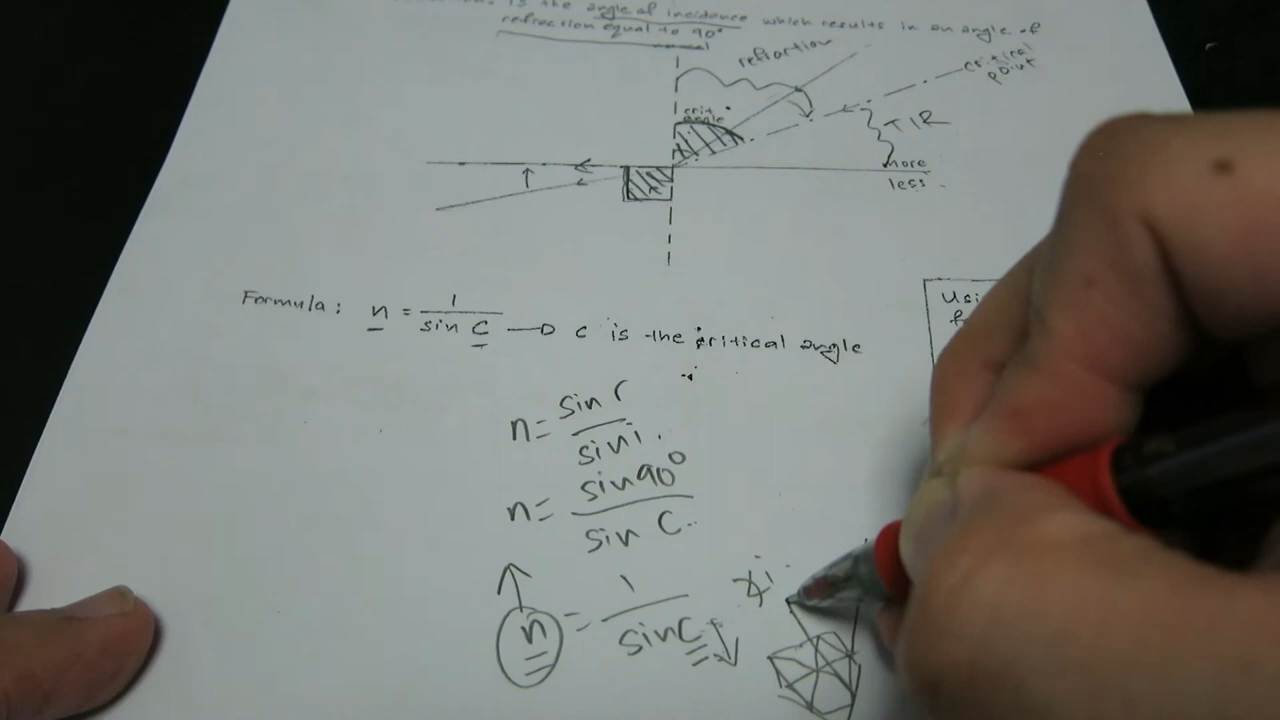 is the angle of incidence which results in an angle of
refraction equal to 90°
refraction
critical
point
crit
angle
TIR
more
less
Formula: n = 1 / sin C → C is the critical angle
Usi
n = sin r / sin i
n = sin 90° / sin C
n = 1 / sin C